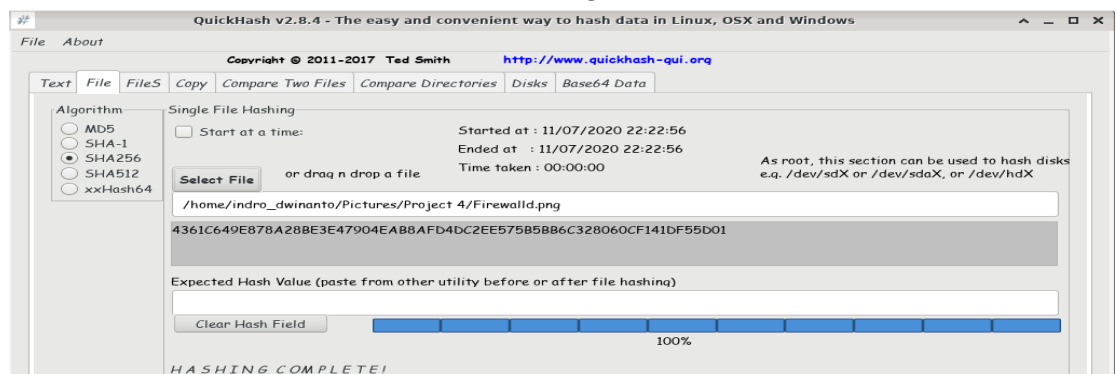 QuickHash v2.8.4 - The easy and convenient way to hash data in Linux, OSX and Windows
File About
Copyright © 2011-2017 Ted Smith http://www.quickhash-gui.org
Text File FileS Copy Compare Two Files Compare Directories Disks Base64 Data
Algorithm
MD5
SHA-1
SHA256
SHA512
xxHash64
Single File Hashing
Start at a time:
Started at : 11/07/2020 22:22:56
Ended at : 11/07/2020 22:22:56
Time taken : 00:00:00
Select File or drag n drop a file
As root, this section can be used to hash disks
e.g. /dev/sdX or /dev/sdaX, or /dev/hdX
/home/indro_dwinanto/Pictures/Project 4/Firewalld.png
4361C649E878A28BE3E47904EAB8AFD4DC2EE575B5BB6C328060CF141DF55D01
Expected Hash Value (paste from other utility before or after file hashing)
Clear Hash Field
100%
HASHING COMPLETE!